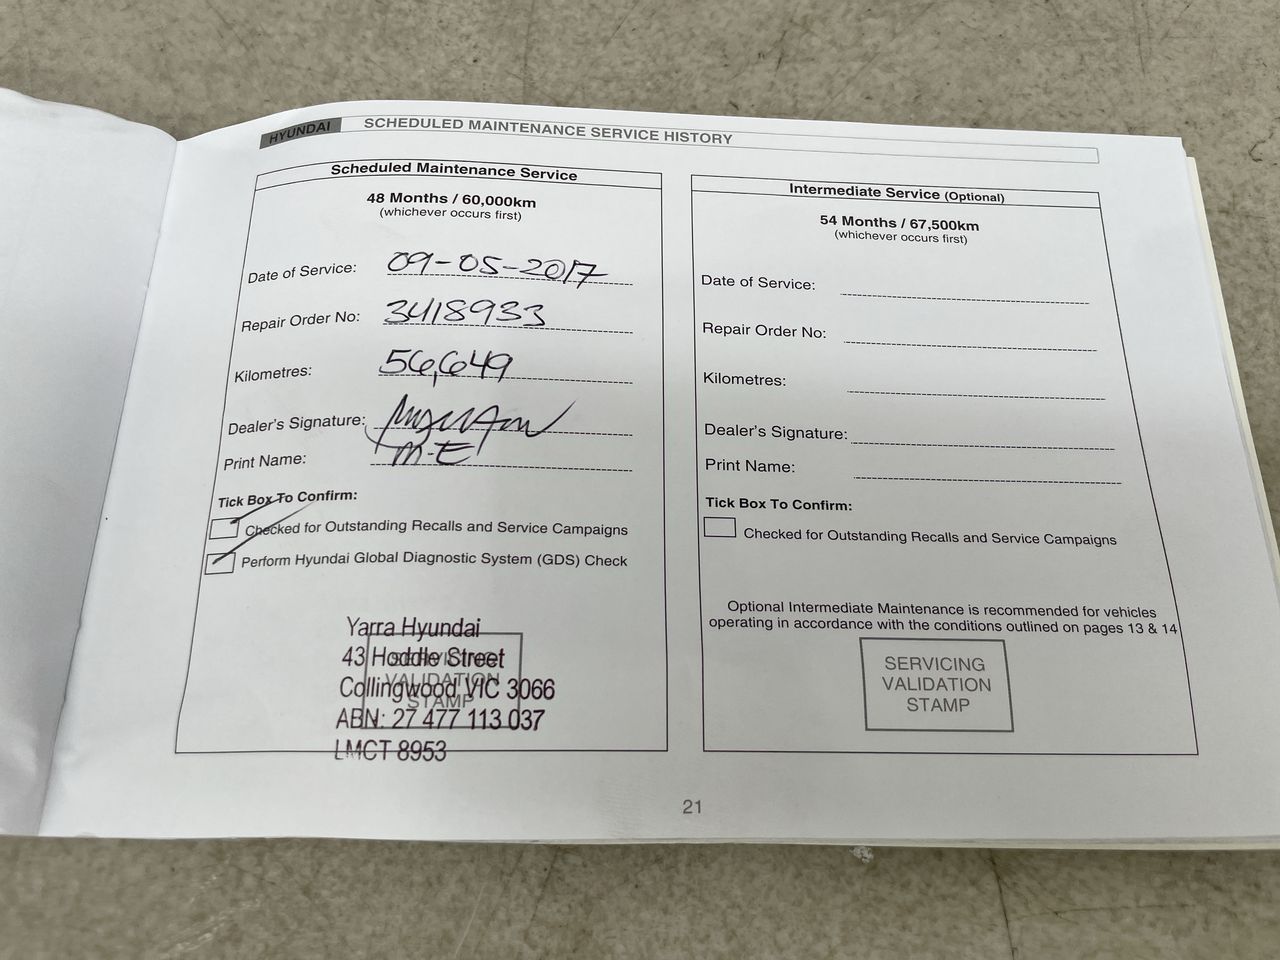 HYUNDAI SCHEDULED MAINTENANCE SERVICE HISTORY
Scheduled Maintenance Service
48 Months / 60,000km
(whichever occurs first)
Date of Service: 09-05-2017
Repair Order No: 3418933
Kilometres: 56,649
Dealer's Signature:
Print Name: M-E
Tick Box To Confirm:
Checked for Outstanding Recalls and Service Campaigns
Perform Hyundai Global Diagnostic System (GDS) Check
SERVICING
VALIDATION
STAMP
Yarra Hyundai
43 Hoddle Street
Collingwood VIC 3066
ABN: 27 477 113 037
LMCT 8953
Intermediate Service (Optional)
54 Months / 67,500km
(whichever occurs first)
Date of Service:
Repair Order No:
Kilometres:
Dealer's Signature:
Print Name:
Tick Box To Confirm:
Checked for Outstanding Recalls and Service Campaigns
Optional Intermediate Maintenance is recommended for vehicles
operating in accordance with the conditions outlined on pages 13 & 14
SERVICING
VALIDATION
STAMP
21